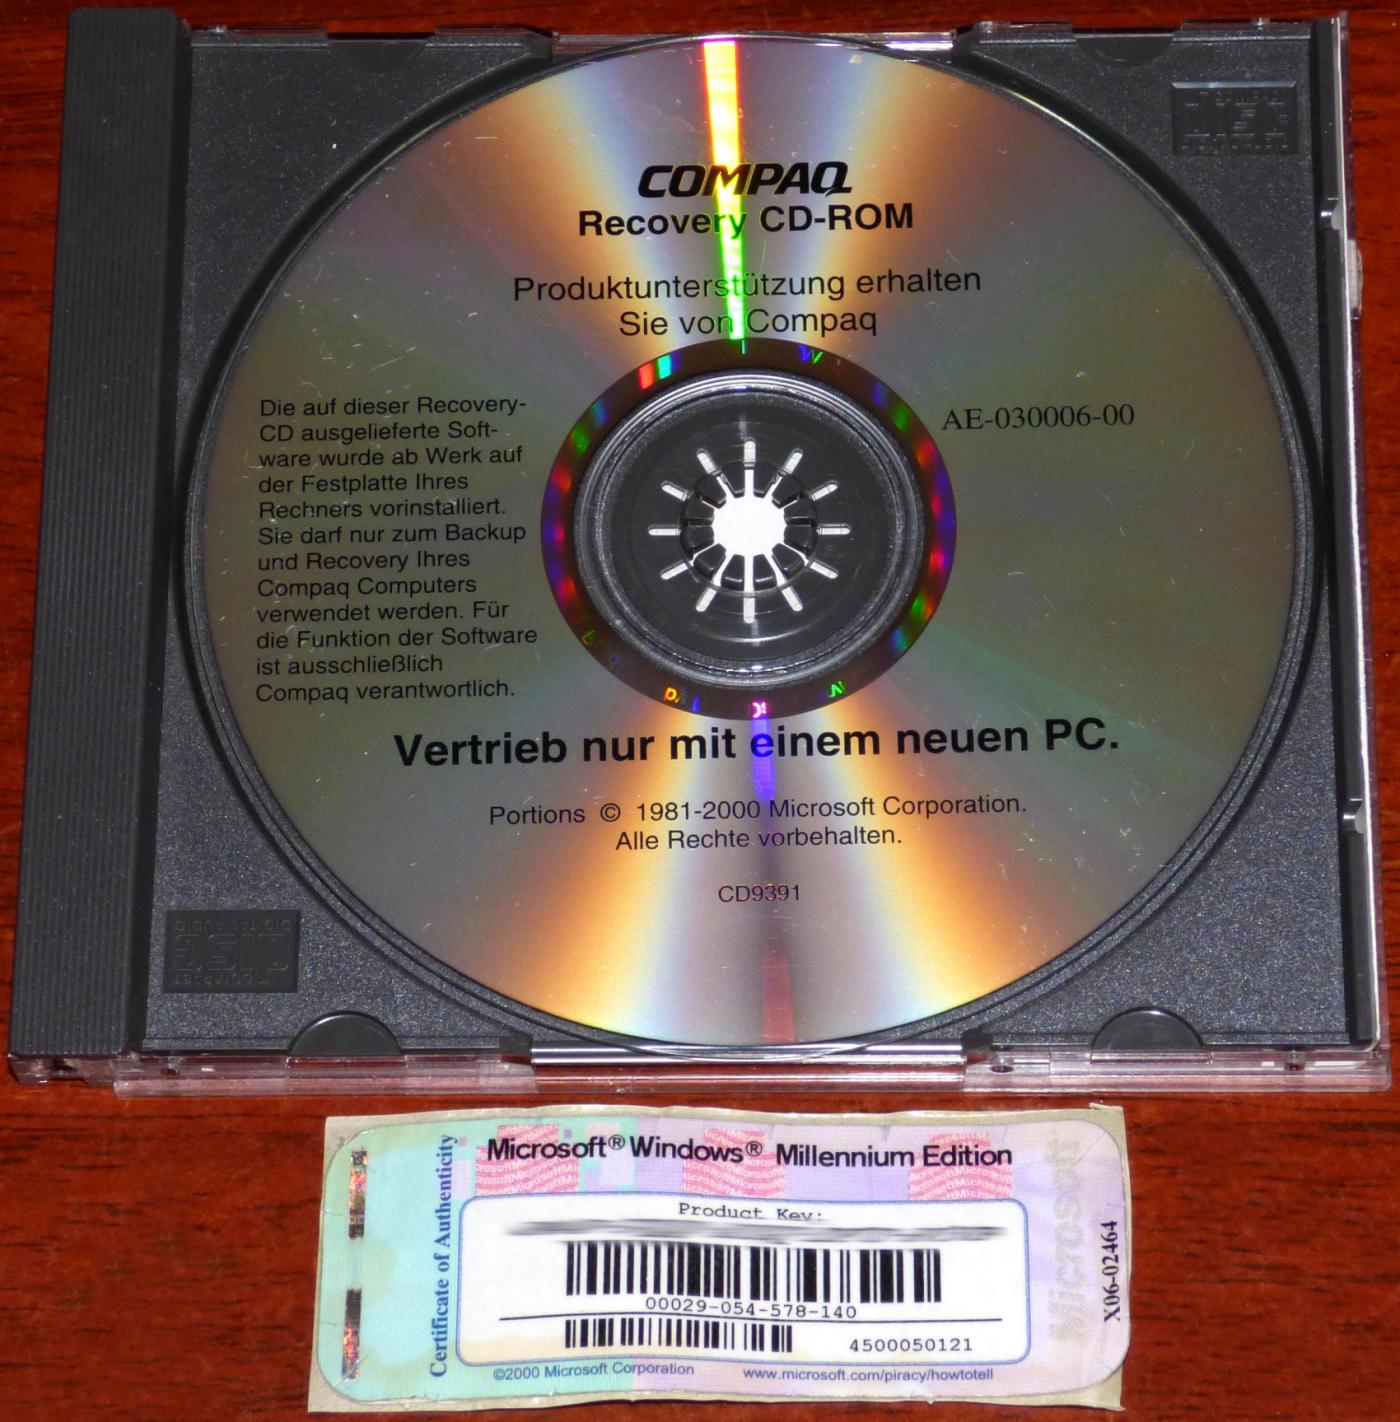 COMPAQ
Recovery CD-ROM
Produktunterstützung erhalten
Sie von Compaq
Die auf dieser Recovery-
CD ausgelieferte Soft-
ware wurde ab Werk auf
der Festplatte Ihres
Rechners vorinstalliert.
Sie darf nur zum Backup
und Recovery Ihres
Compaq Computers
verwendet werden. Für
die Funktion der Software
ist ausschließlich
Compaq verantwortlich.
AE-030006-00
Vertrieb nur mit einem neuen PC.
Portions © 1981-2000 Microsoft Corporation.
Alle Rechte vorbehalten.
CD9391
COMPACT
disc
DIGITAL AUDIO
Certificate of Authenticity
Microsoft® Windows® Millennium Edition
Product Key:
00029-054-578-140
4500050121
©2000 Microsoft Corporation
www.microsoft.com/piracy/howtotell
Microsoft
X06-02464